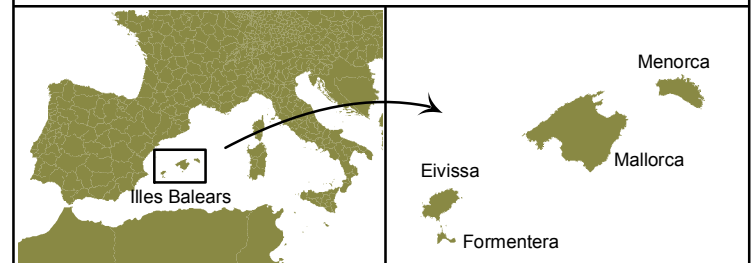 Illes Balears
Menorca
Mallorca
Eivissa
Formentera